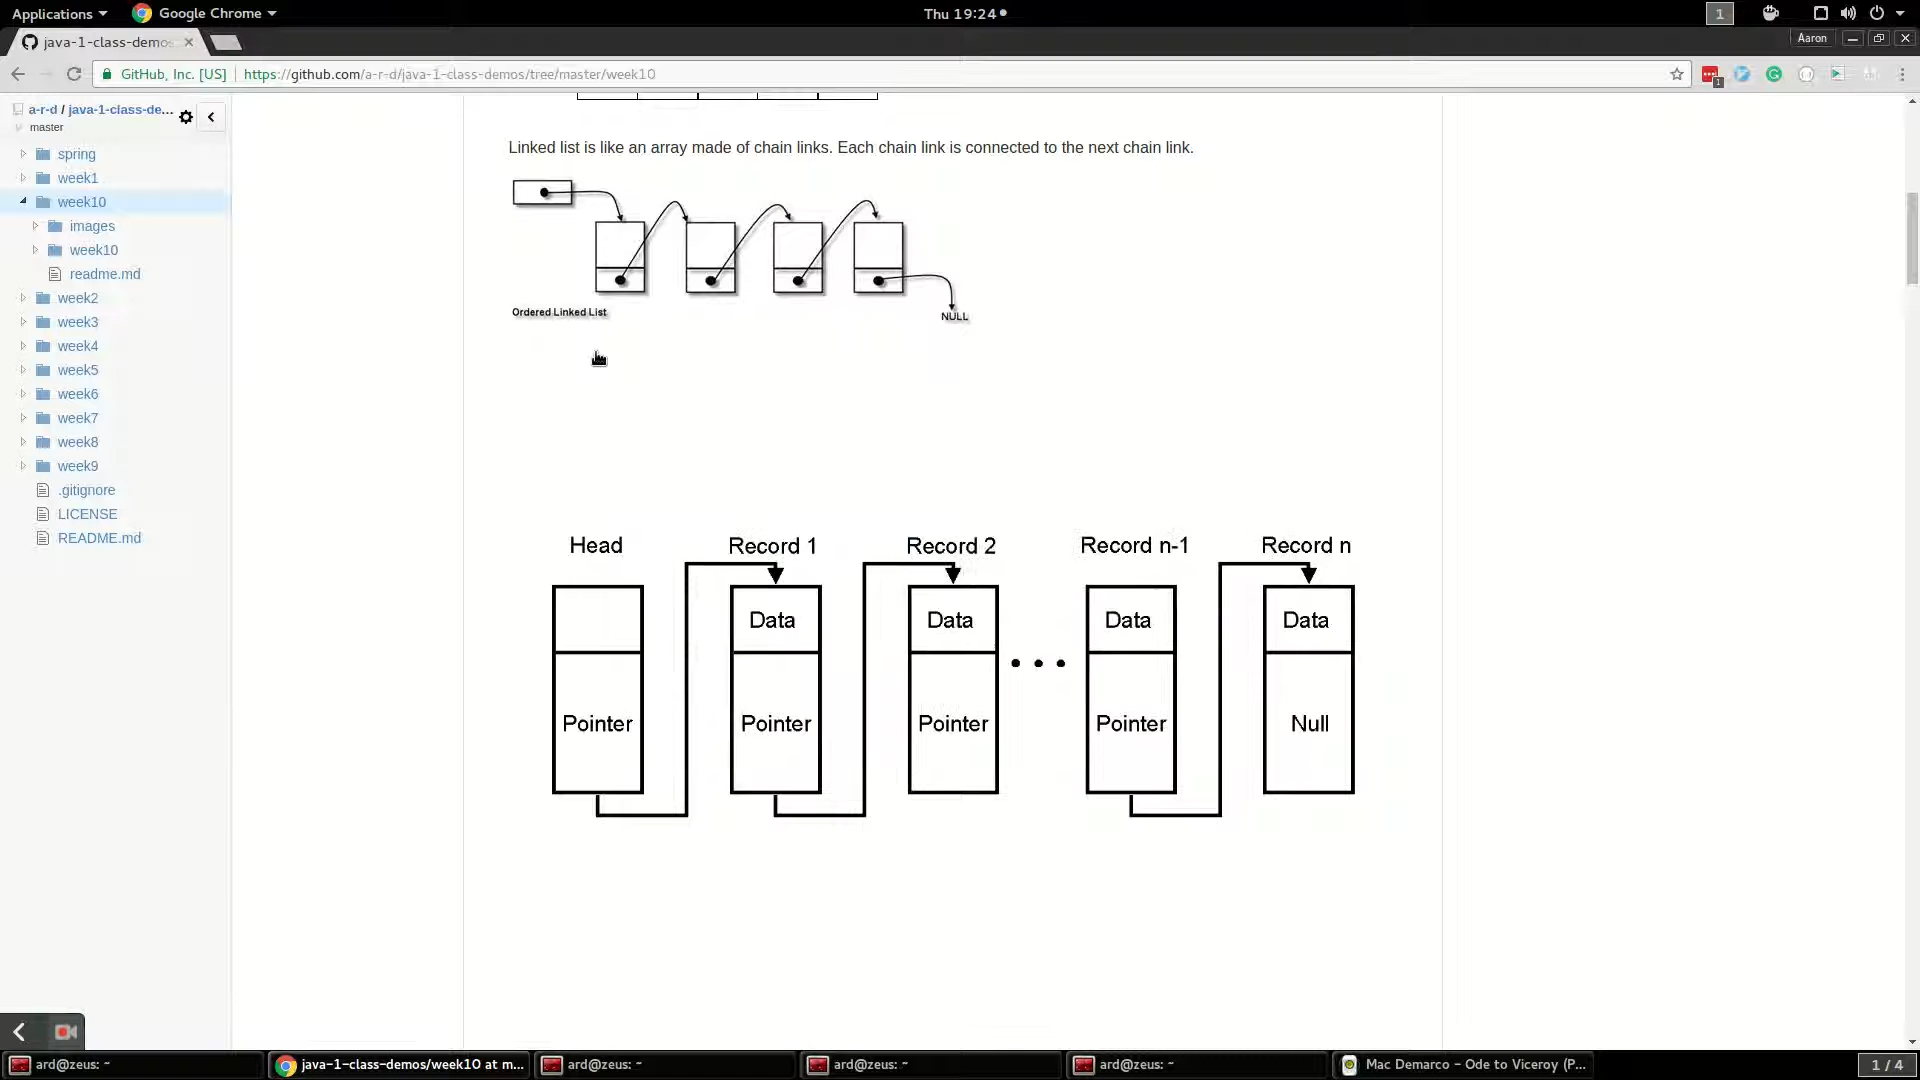 Applications
Google Chrome
Thu 19:24
1
java-1-class-demos
Aaron
GitHub, Inc. [US]
https://github.com/a-r-d/java-1-class-demos/tree/master/week10
1
a-r-d / java-1-class-de...
master
spring
week1
week10
images
week10
readme.md
week2
week3
week4
week5
week6
week7
week8
week9
.gitignore
LICENSE
README.md
Linked list is like an array made of chain links. Each chain link is connected to the next chain link.
Ordered Linked List
NULL
Head Record 1 Record 2 Record n-1 Record n
Data Data Data Data
Pointer Pointer Pointer Pointer Null
ard@zeus: ~
java-1-class-demos/week10 at m...
ard@zeus: ~
ard@zeus: ~
ard@zeus: ~
Mac Demarco - Ode to Viceroy (P...
1 / 4